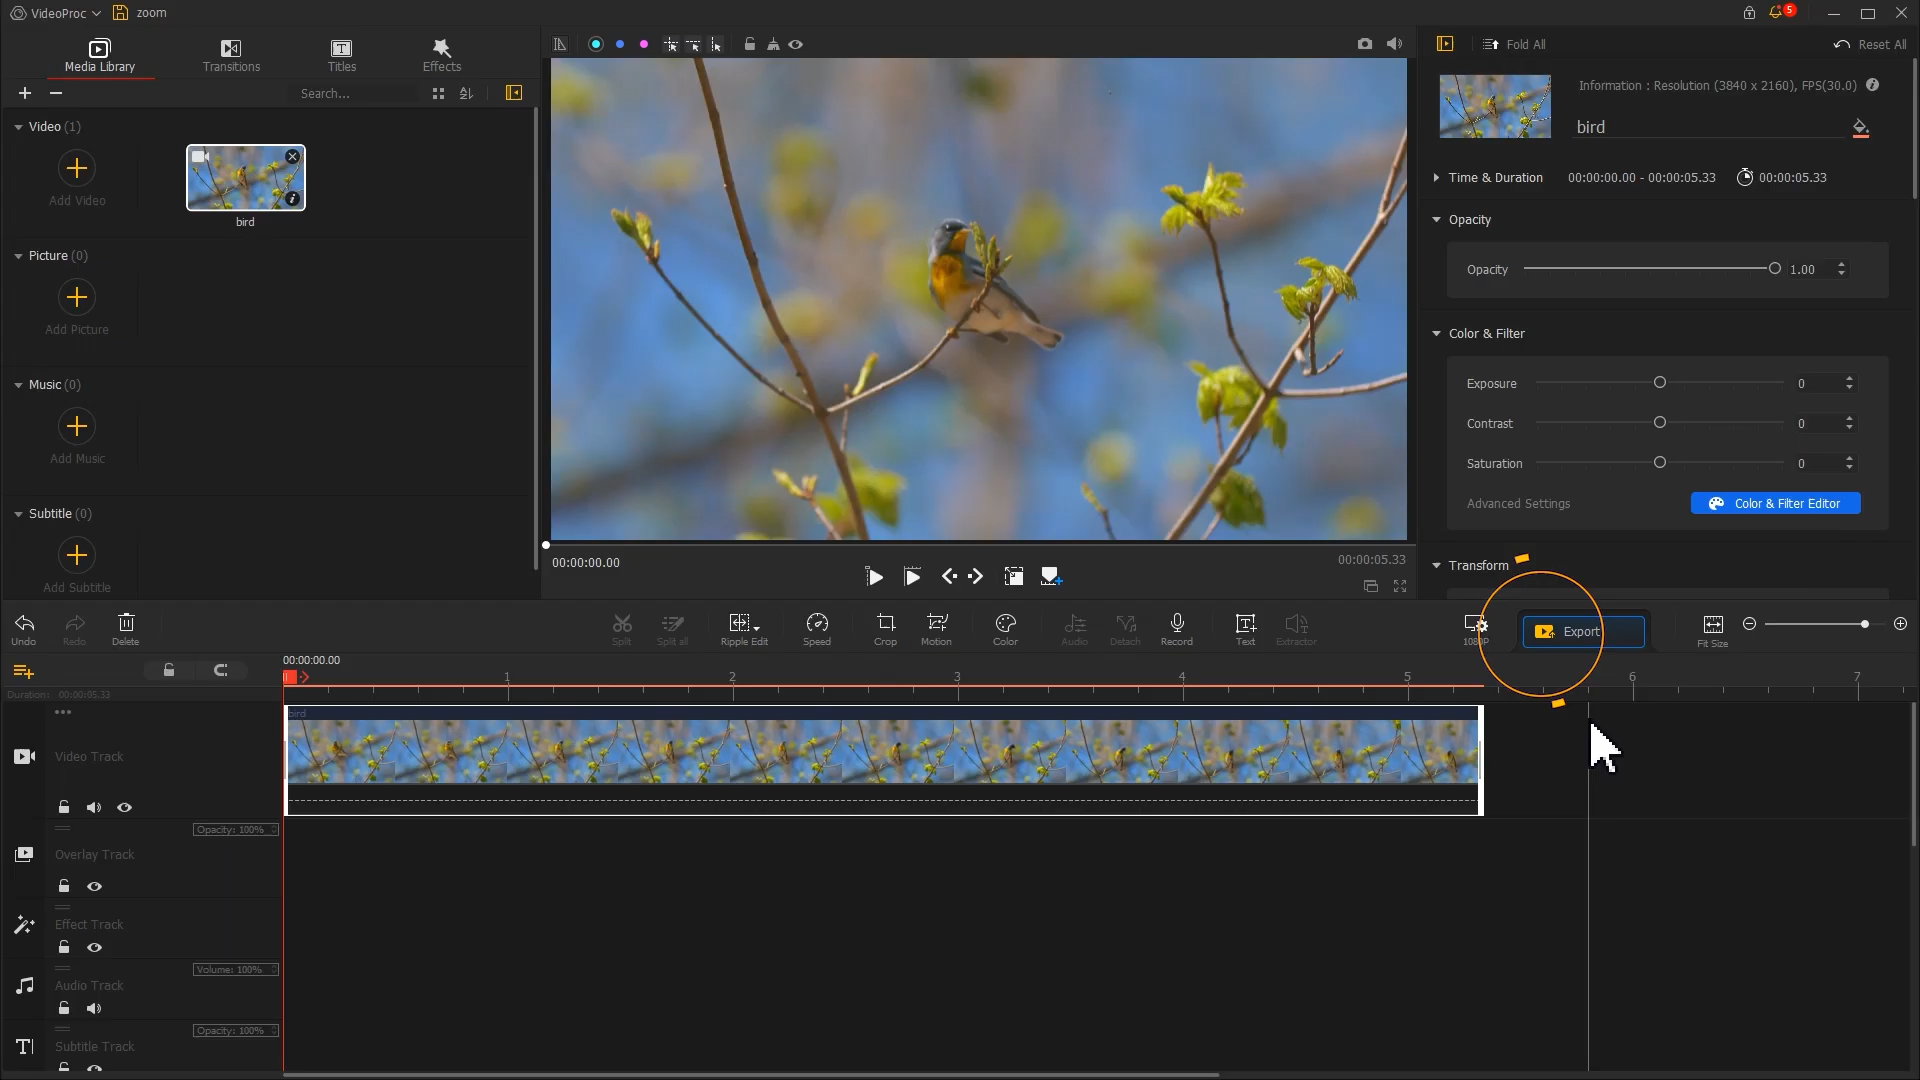 VideoProc
zoom
5
Media Library
Transitions
Titles
Effects
Search...
Fold All
Reset All
Information : Resolution (3840 x 2160), FPS(30.0)
bird
Time & Duration 00:00:00.00 - 00:00:05.33 00:00:05.33
Video (1)
Add Video
bird
Picture (0)
Add Picture
Music (0)
Add Music
Subtitle (0)
Add Subtitle
Opacity
Opacity 1.00
Color & Filter
Exposure 0
Contrast 0
Saturation 0
Advanced Settings
Color & Filter Editor
Transform
00:00:00.00
00:00:05.33
Undo
Redo
Delete
Split
Split all
Ripple Edit
Speed
Crop
Motion
Color
Audio
Detach
Record
Text
Extractor
1080P
Export
Fit Size
00:00:00.00
1 2 3 4 5 6 7
Duration: 00:00:05.33
bird
Video Track
Opacity: 100%
Overlay Track
Effect Track
Volume: 100%
Audio Track
Opacity: 100%
Subtitle Track